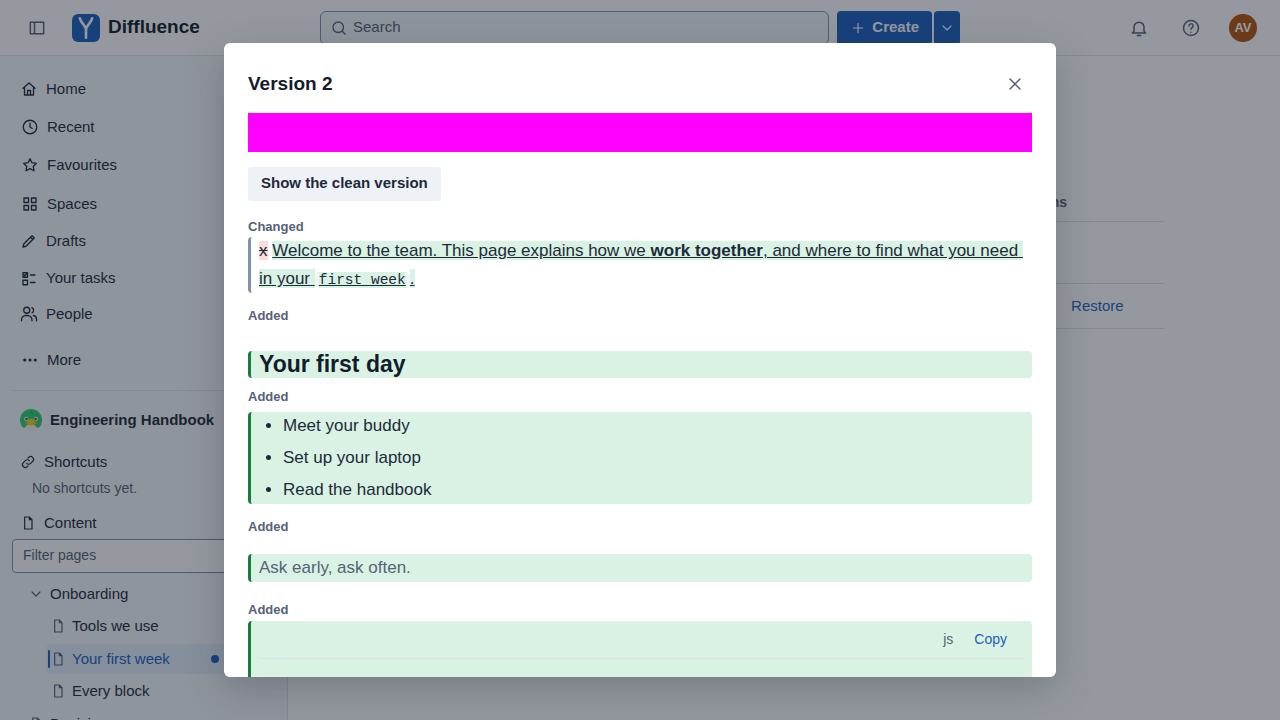 Diffluence
Search
Create
AV
Home
Recent
Favourites
Spaces
Drafts
Your tasks
People
More
Engineering Handbook
Shortcuts
No shortcuts yet.
Content
Filter pages
Onboarding
Tools we use
Your first week
Every block
Version 2
Show the clean version
Changed
x Welcome to the team. This page explains how we work together, and where to find what you need
in your first week.
Added
Your first day
Added
Meet your buddy
Set up your laptop
Read the handbook
Added
Ask early, ask often.
Added
js Copy
Restore